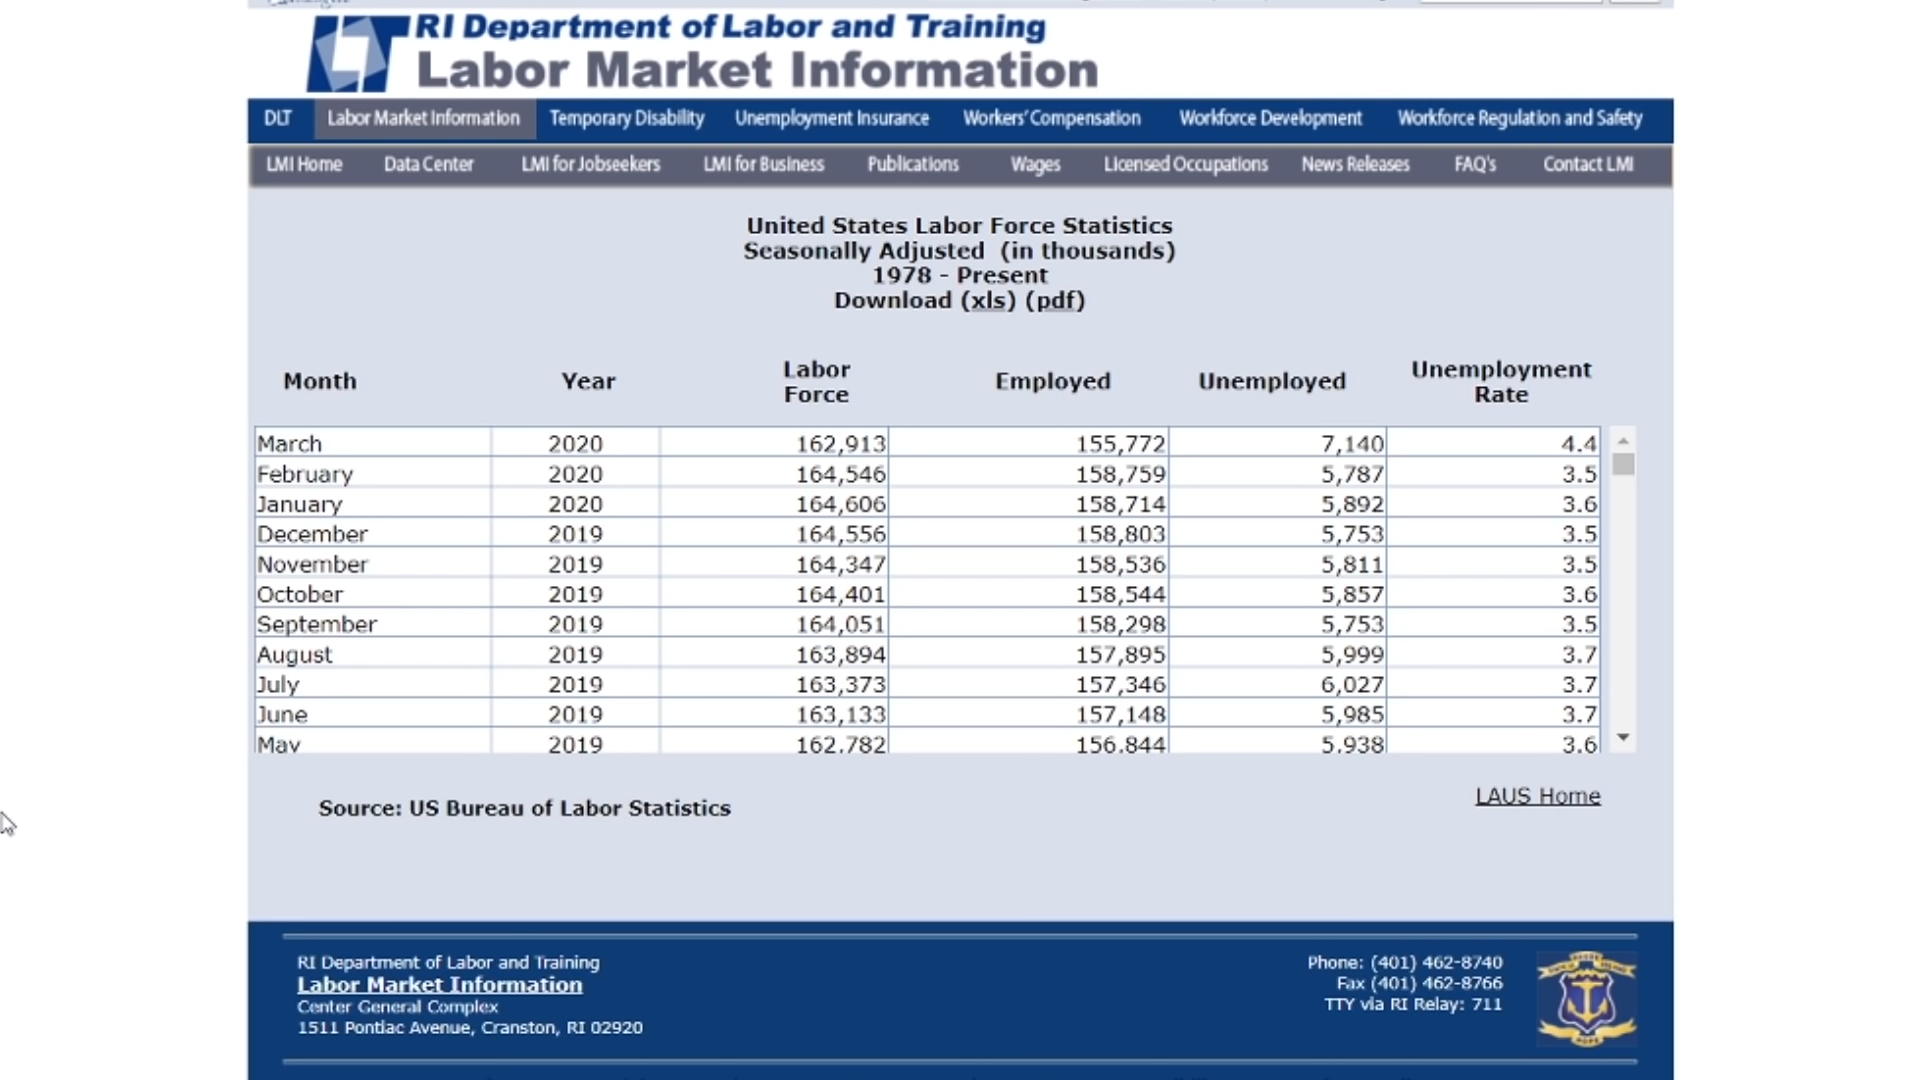 RI Department of Labor and Training
Labor Market Information
DLT Labor Market Information Temporary Disability Unemployment Insurance Workers' Compensation Workforce Development Workforce Regulation and Safety
LMI Home Data Center LMI for Jobseekers LMI for Business Publications Wages Licensed Occupations News Releases FAQ's Contact LMI
United States Labor Force Statistics
Seasonally Adjusted (in thousands)
1978 - Present
Download (xls) (pdf)
Month Year Labor Force Employed Unemployed Unemployment Rate
March 2020 162,913 155,772 7,140 4.4
February 2020 164,546 158,759 5,787 3.5
January 2020 164,606 158,714 5,892 3.6
December 2019 164,556 158,803 5,753 3.5
November 2019 164,347 158,536 5,811 3.5
October 2019 164,401 158,544 5,857 3.6
September 2019 164,051 158,298 5,753 3.5
August 2019 163,894 157,895 5,999 3.7
July 2019 163,373 157,346 6,027 3.7
June 2019 163,133 157,148 5,985 3.7
May 2019 162,782 156,844 5,938 3.6
LAUS Home
Source: US Bureau of Labor Statistics
RI Department of Labor and Training
Labor Market Information
Center General Complex
1511 Pontiac Avenue, Cranston, RI 02920
Phone: (401) 462-8740
Fax (401) 462-8766
TTY via RI Relay: 711
HOPE